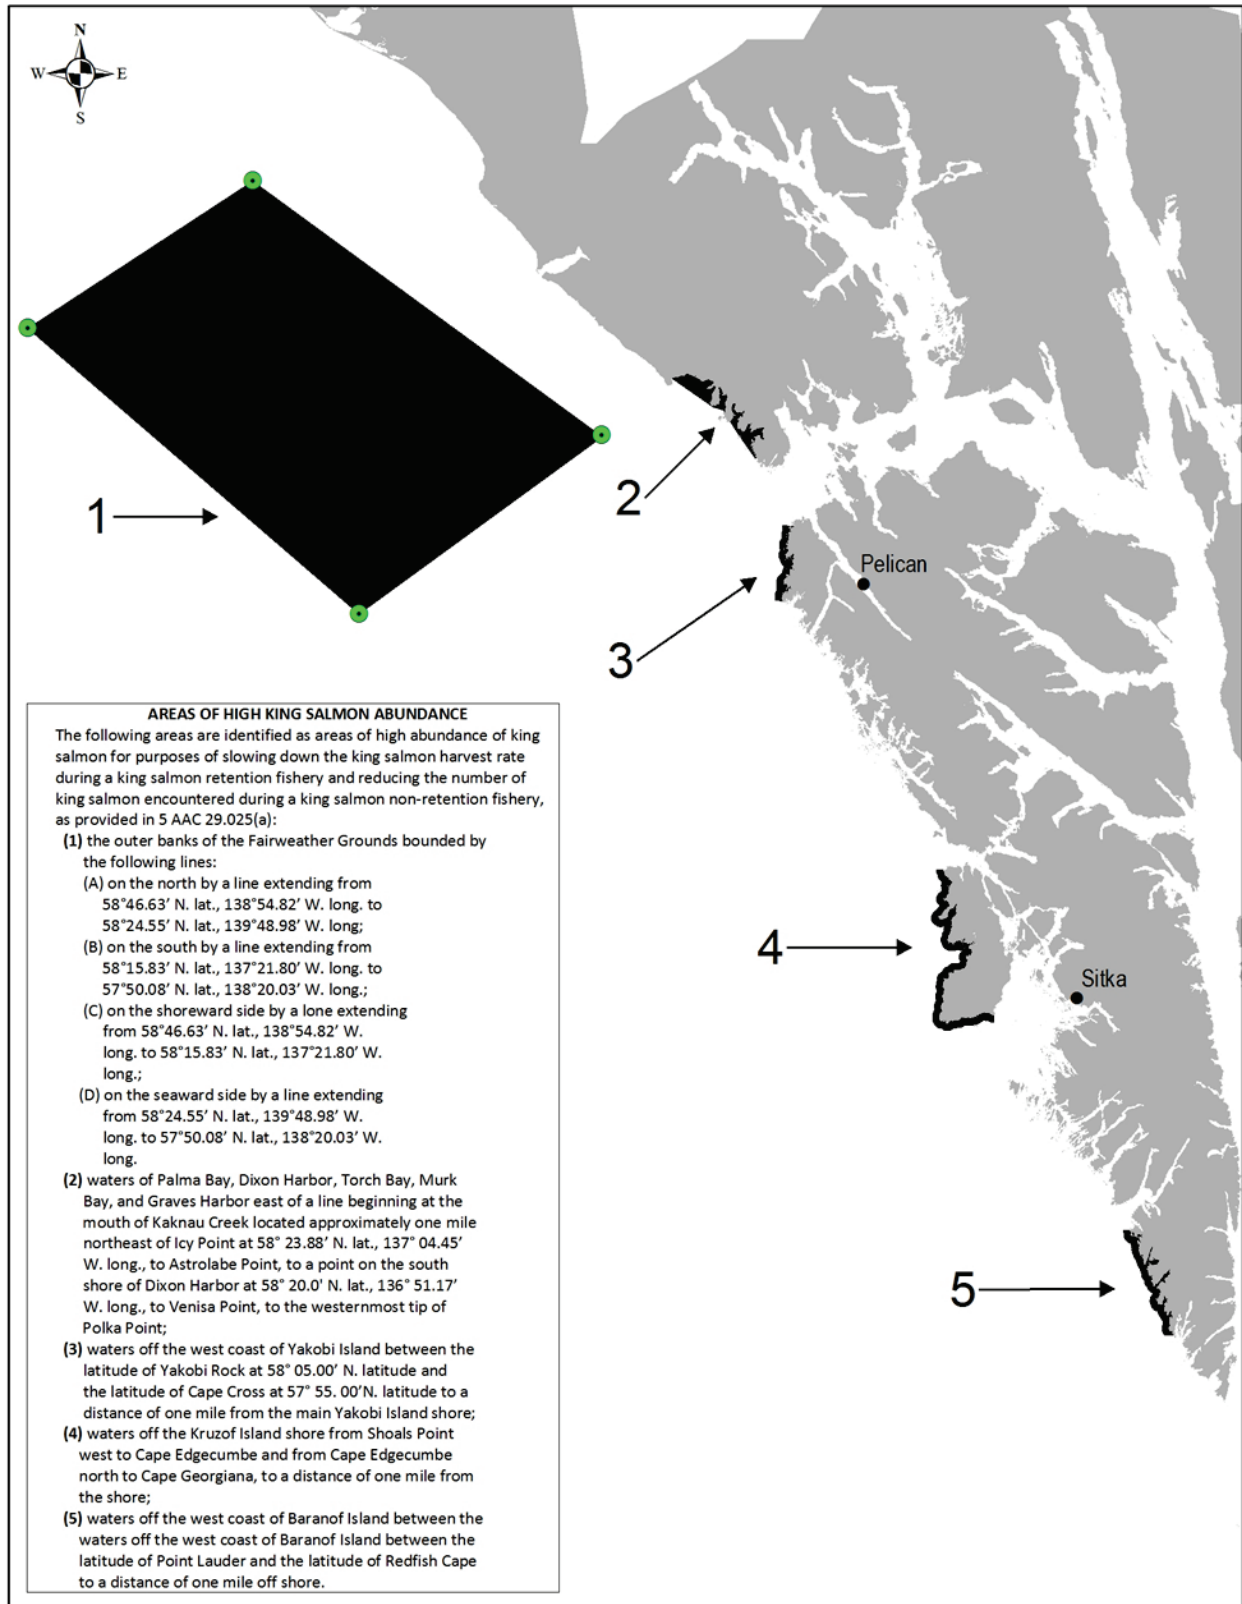 N
W E
S
1
2
3
Pelican
4
Sitka
5
AREAS OF HIGH KING SALMON ABUNDANCE
The following areas are identified as areas of high abundance of king
salmon for purposes of slowing down the king salmon harvest rate
during a king salmon retention fishery and reducing the number of
king salmon encountered during a king salmon non-retention fishery,
as provided in 5 AAC 29.025(a):
(1) the outer banks of the Fairweather Grounds bounded by
the following lines:
(A) on the north by a line extending from
58°46.63’ N. lat., 138°54.82’ W. long. to
58°24.55’ N. lat., 139°48.98’ W. long;
(B) on the south by a line extending from
58°15.83’ N. lat., 137°21.80’ W. long. to
57°50.08’ N. lat., 138°20.03’ W. long.;
(C) on the shoreward side by a lone extending
from 58°46.63’ N. lat., 138°54.82’ W.
long. to 58°15.83’ N. lat., 137°21.80’ W.
long.;
(D) on the seaward side by a line extending
from 58°24.55’ N. lat., 139°48.98’ W.
long. to 57°50.08’ N. lat., 138°20.03’ W.
long.
(2) waters of Palma Bay, Dixon Harbor, Torch Bay, Murk
Bay, and Graves Harbor east of a line beginning at the
mouth of Kaknau Creek located approximately one mile
northeast of Icy Point at 58° 23.88’ N. lat., 137° 04.45’
W. long., to Astrolabe Point, to a point on the south
shore of Dixon Harbor at 58° 20.0' N. lat., 136° 51.17’
W. long., to Venisa Point, to the westernmost tip of
Polka Point;
(3) waters off the west coast of Yakobi Island between the
latitude of Yakobi Rock at 58° 05.00’ N. latitude and
the latitude of Cape Cross at 57° 55. 00’N. latitude to a
distance of one mile from the main Yakobi Island shore;
(4) waters off the Kruzof Island shore from Shoals Point
west to Cape Edgecumbe and from Cape Edgecumbe
north to Cape Georgiana, to a distance of one mile from
the shore;
(5) waters off the west coast of Baranof Island between the
waters off the west coast of Baranof Island between the
latitude of Point Lauder and the latitude of Redfish Cape
to a distance of one mile off shore.